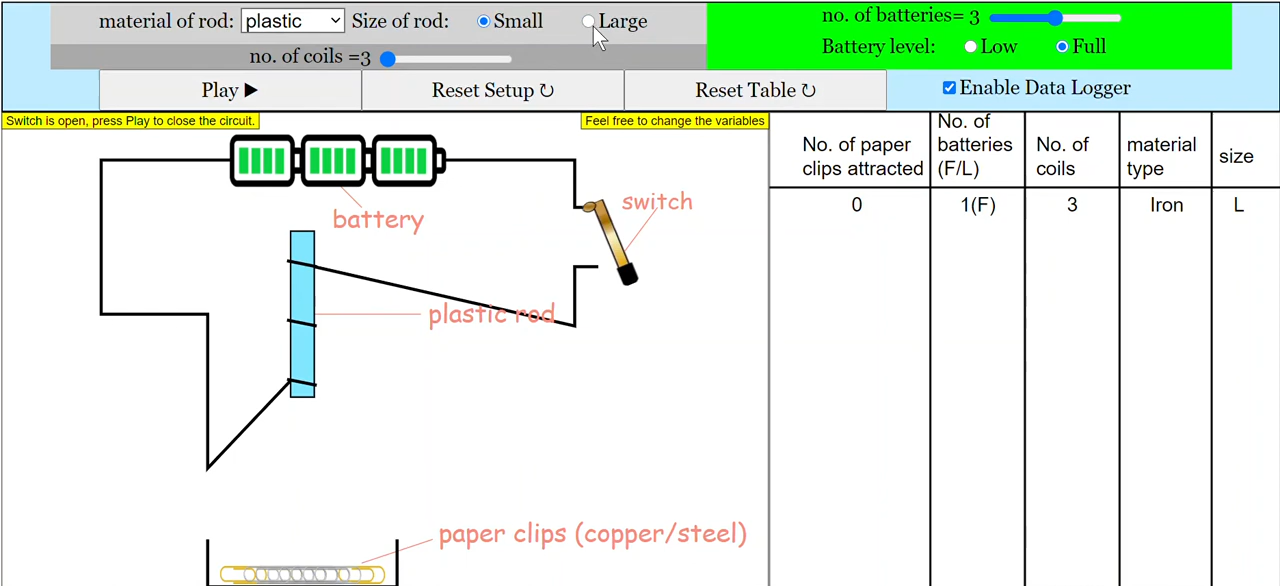 material of rod: plastic Size of rod: Small Large
no. of coils =3
no. of batteries= 3
Battery level: Low Full
Play ▶ Reset Setup ↻ Reset Table ↻ Enable Data Logger
Switch is open, press Play to close the circuit.
Feel free to change the variables
battery
switch
plastic rod
paper clips (copper/steel)
No. of paper clips attracted
No. of batteries (F/L)
No. of coils
material type
size
0 1(F) 3 Iron L